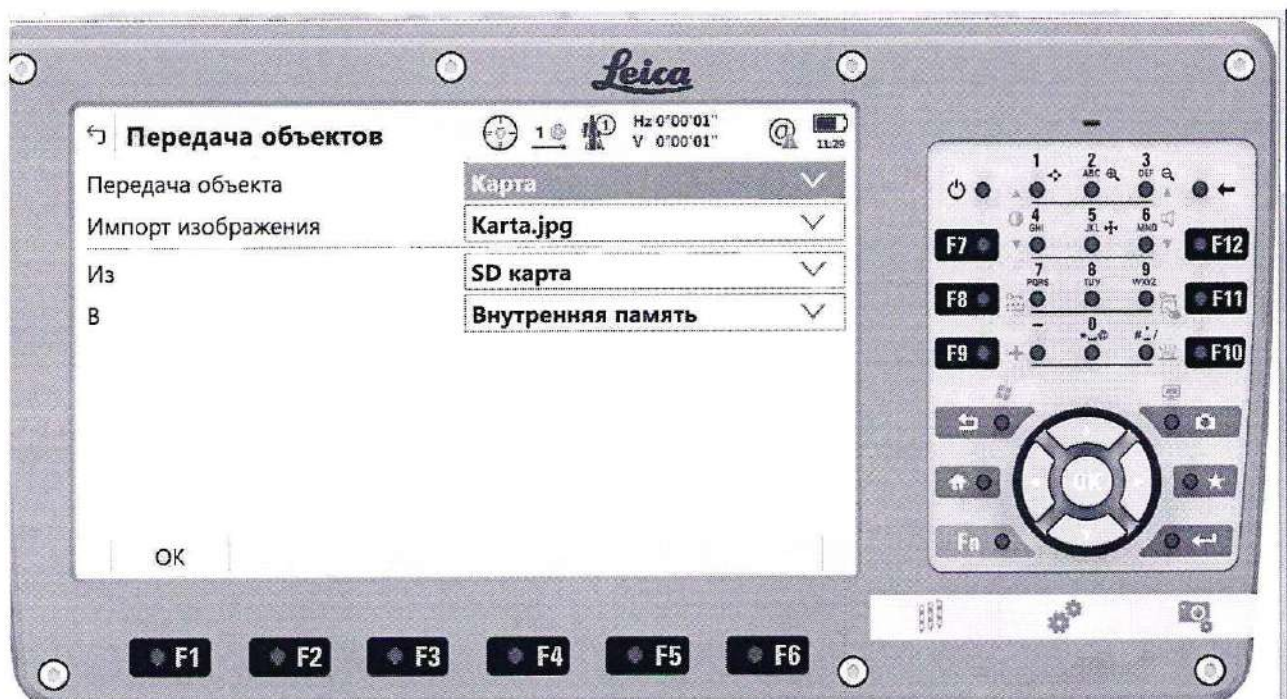 Leica
Передача объектов
1
1
Hz 0°00'01"
V 0°00'01"
@
11:29
Передача объекта
Карта
Импорт изображения
Karta.jpg
Из
SD карта
В
Внутренняя память
OK
F1 F2 F3 F4 F5 F6
1 2 3
ABC DEF
4 5 6
GHI JKL MNO
F7 F12
7 8 9
PQRS TUV WXYZ
F8 F11
- 0
F9 F10
OK
Fn